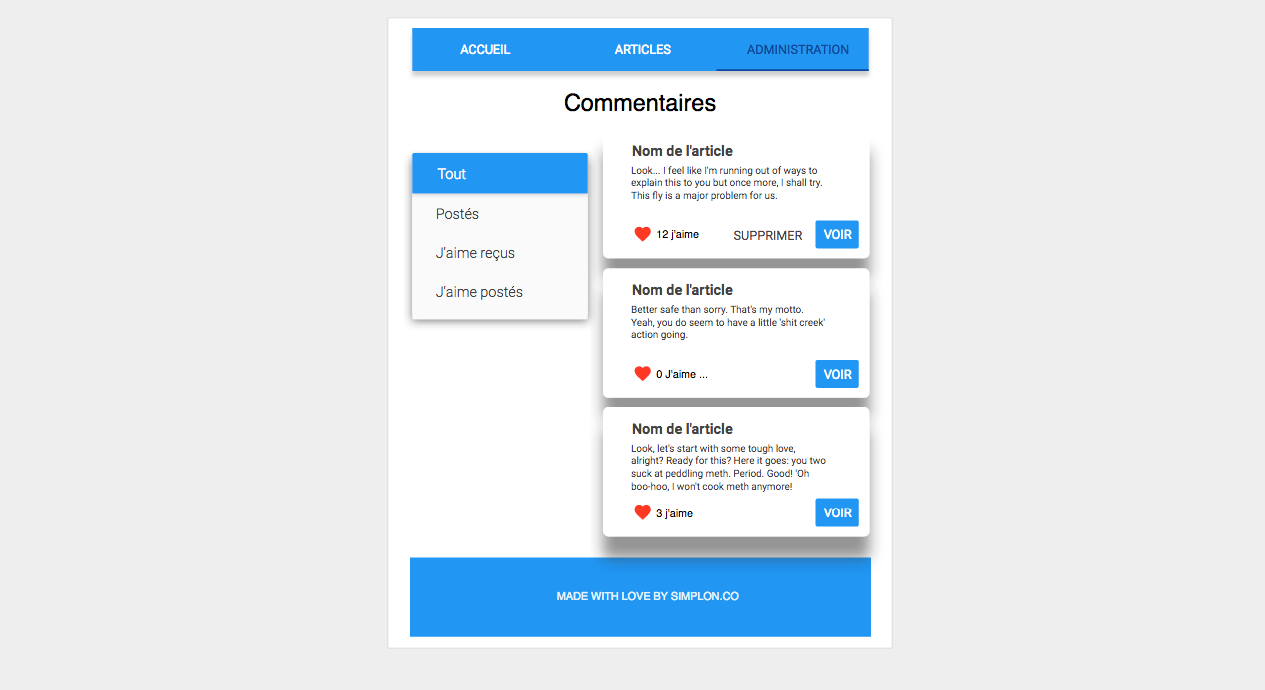 ACCUEIL ARTICLES ADMINISTRATION
Commentaires
Tout
Postés
J'aime reçus
J'aime postés
Nom de l'article
Look... I feel like I'm running out of ways to
explain this to you but once more, I shall try.
This fly is a major problem for us.
12 j'aime SUPPRIMER VOIR
Nom de l'article
Better safe than sorry. That's my motto.
Yeah, you do seem to have a little 'shit creek'
action going.
0 J'aime ... VOIR
Nom de l'article
Look, let's start with some tough love,
alright? Ready for this? Here it goes: you two
suck at peddling meth. Period. Good! 'Oh
boo-hoo, I won't cook meth anymore!
3 j'aime VOIR
MADE WITH LOVE BY SIMPLON.CO